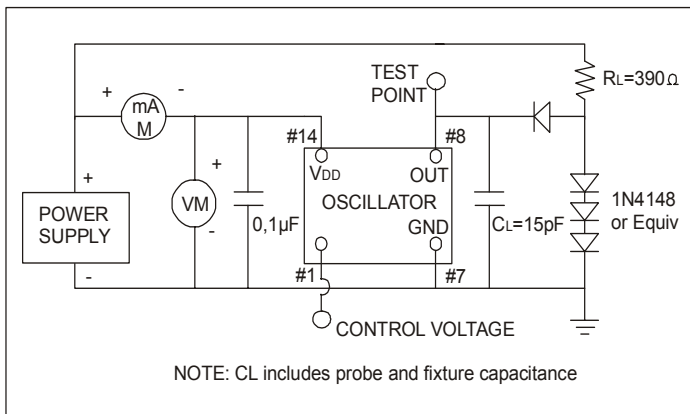 TEST
POINT
RL=390Ω
+ mA -
M
#14 #8
VDD OUT
+
OSCILLATOR
1N4148
or Equiv
+
POWER
SUPPLY
VM
-
0,1µF
GND
CL=15pF
-
#1 #7
CONTROL VOLTAGE
NOTE: CL includes probe and fixture capacitance